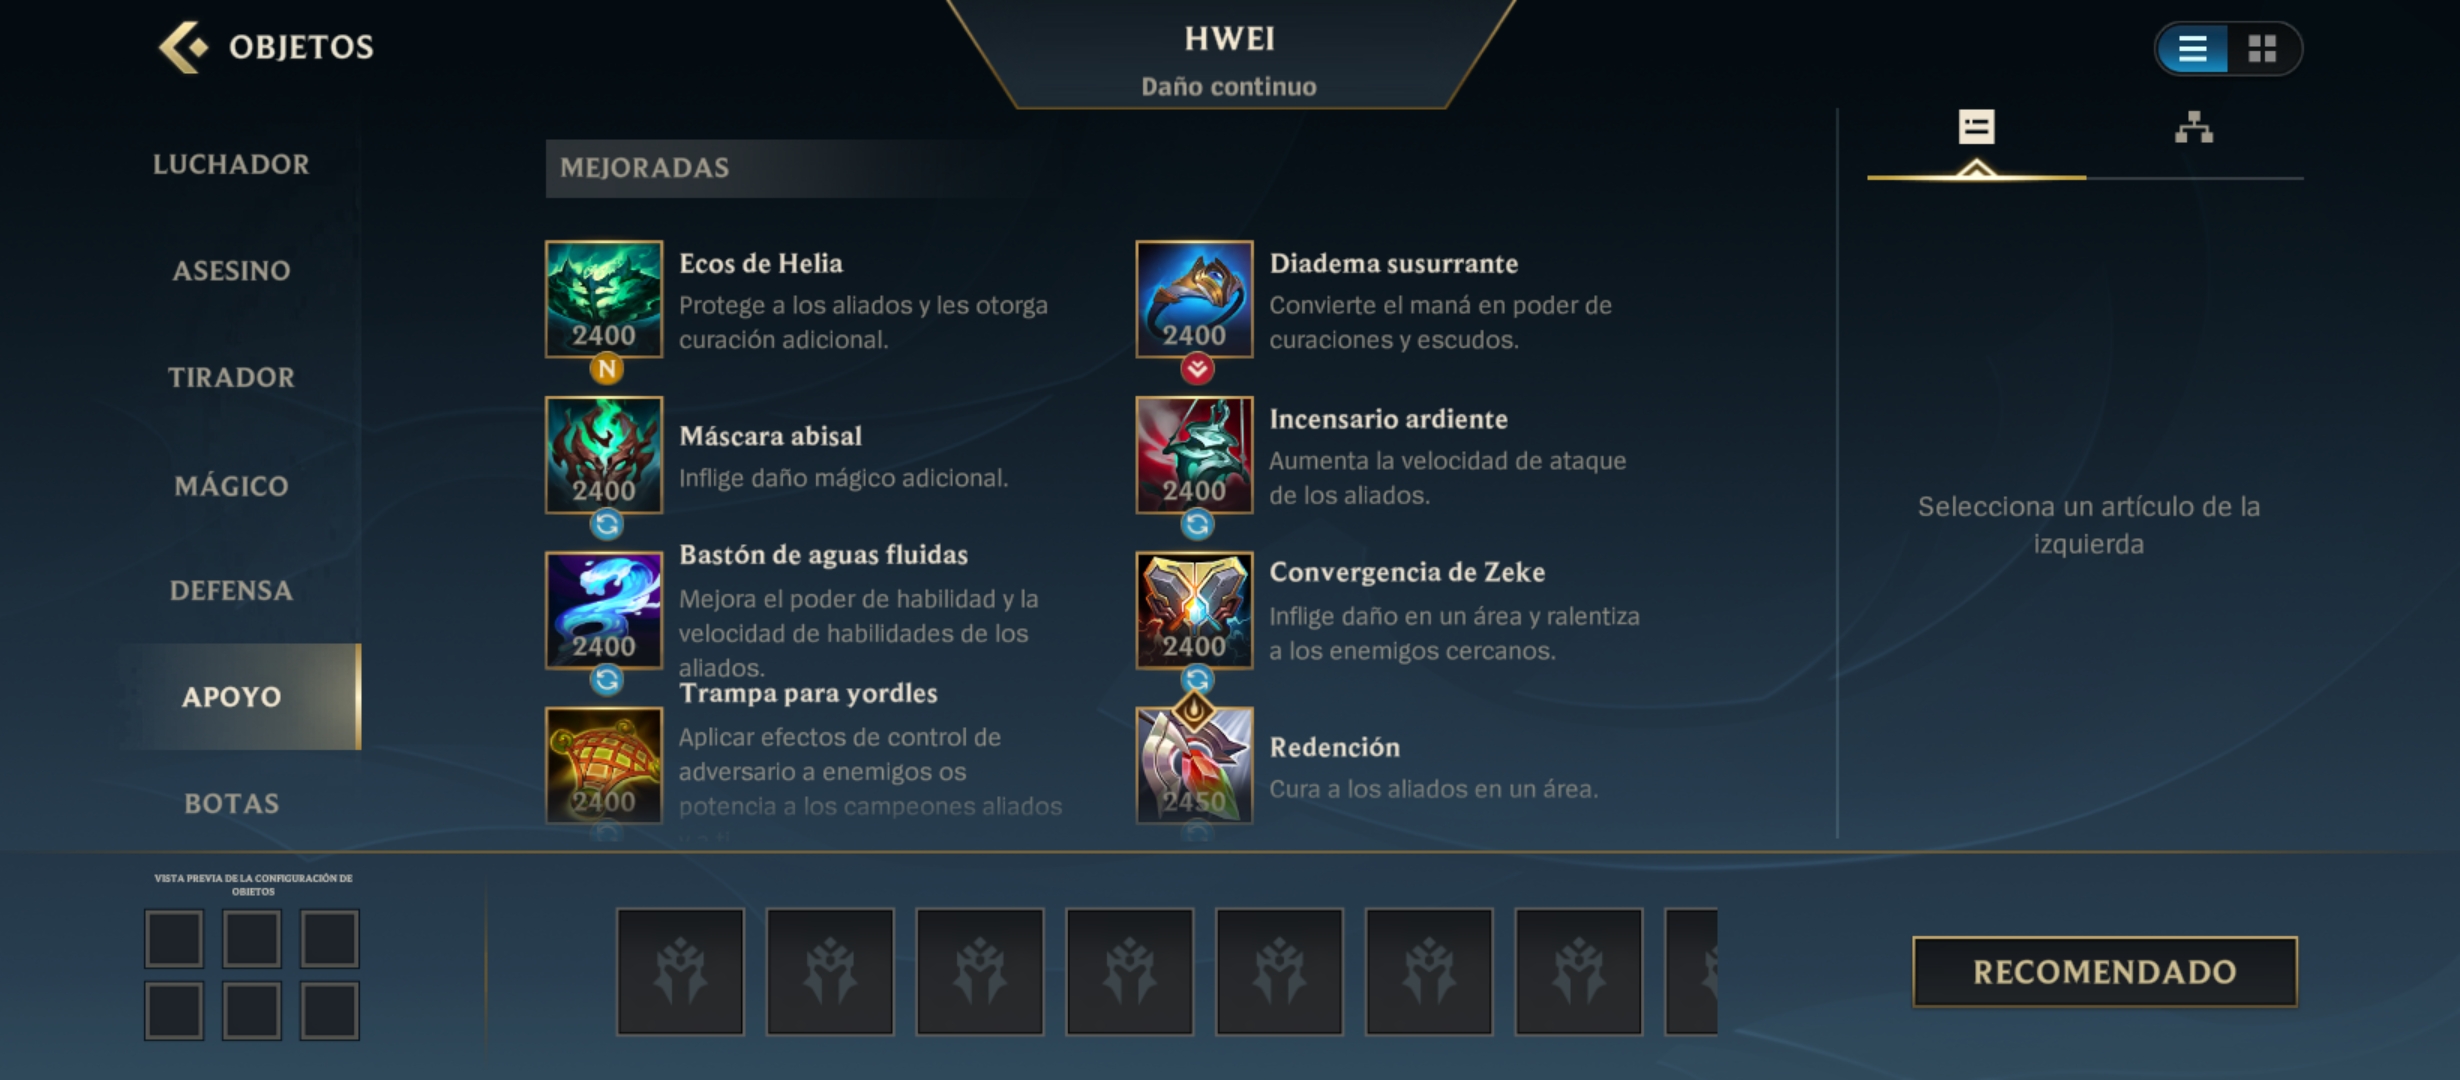 OBJETOS
HWEI
Daño continuo
LUCHADOR
ASESINO
TIRADOR
MÁGICO
DEFENSA
APOYO
BOTAS
MEJORADAS
2400
N
Ecos de Helia
Protege a los aliados y les otorga
curación adicional.
2400
Diadema susurrante
Convierte el maná en poder de
curaciones y escudos.
2400
Máscara abisal
Inflige daño mágico adicional.
2400
Incensario ardiente
Aumenta la velocidad de ataque
de los aliados.
2400
Bastón de aguas fluidas
Mejora el poder de habilidad y la
velocidad de habilidades de los
aliados.
2400
Convergencia de Zeke
Inflige daño en un área y ralentiza
a los enemigos cercanos.
2400
Trampa para yordles
Aplicar efectos de control de
adversario a enemigos os
potencia a los campeones aliados
2450
Redención
Cura a los aliados en un área.
Selecciona un artículo de la
izquierda
VISTA PREVIA DE LA CONFIGURACIÓN DE
OBJETOS
RECOMENDADO